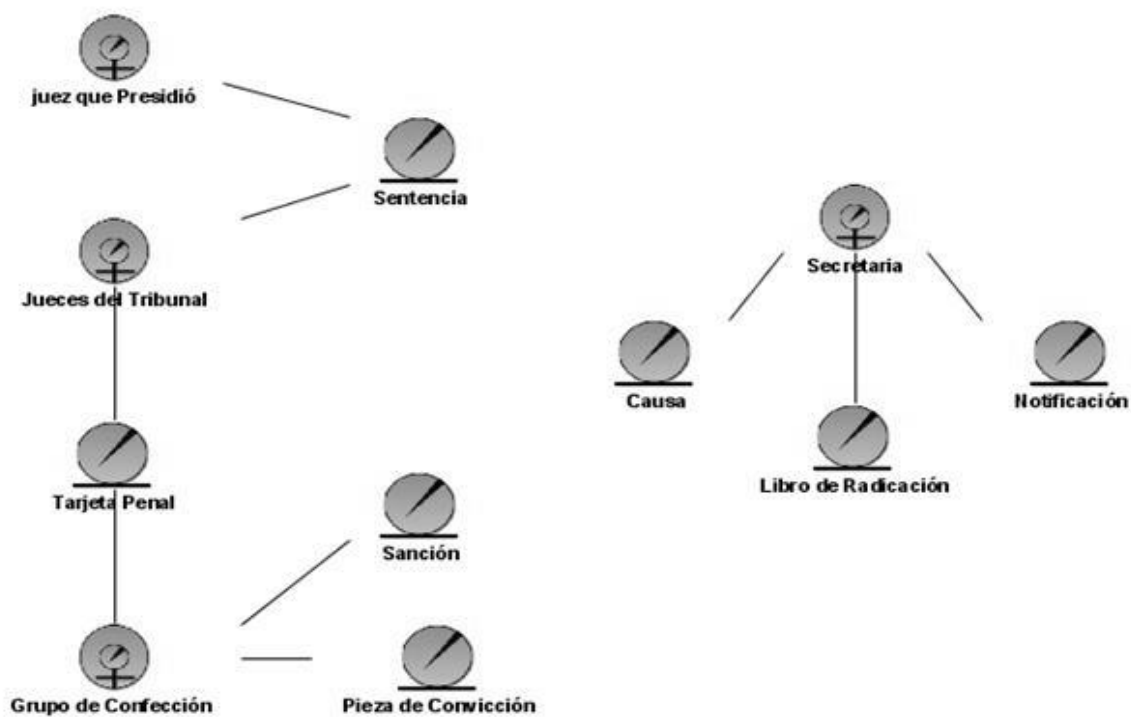 juez que Presidió
Sentencia
Jueces del Tribunal
Secretaria
Causa
Notificación
Libro de Radicación
Tarjeta Penal
Sanción
Grupo de Confección
Pieza de Convicción